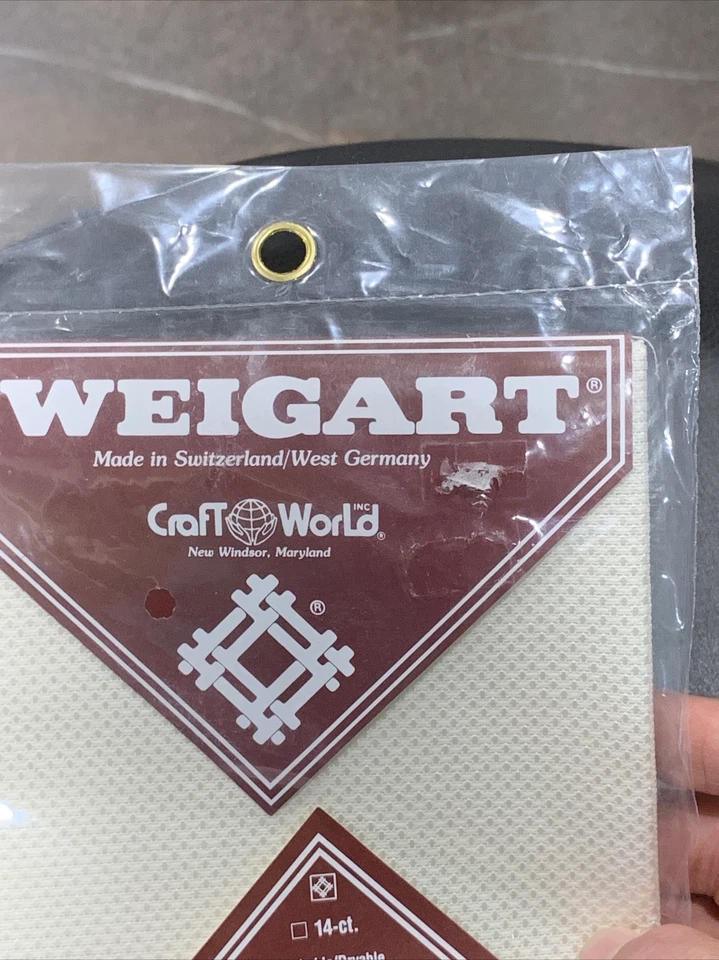 WEIGART®
Made in Switzerland/West Germany
CrafT WorLd INC ®
New Windsor, Maryland
®
14-ct.